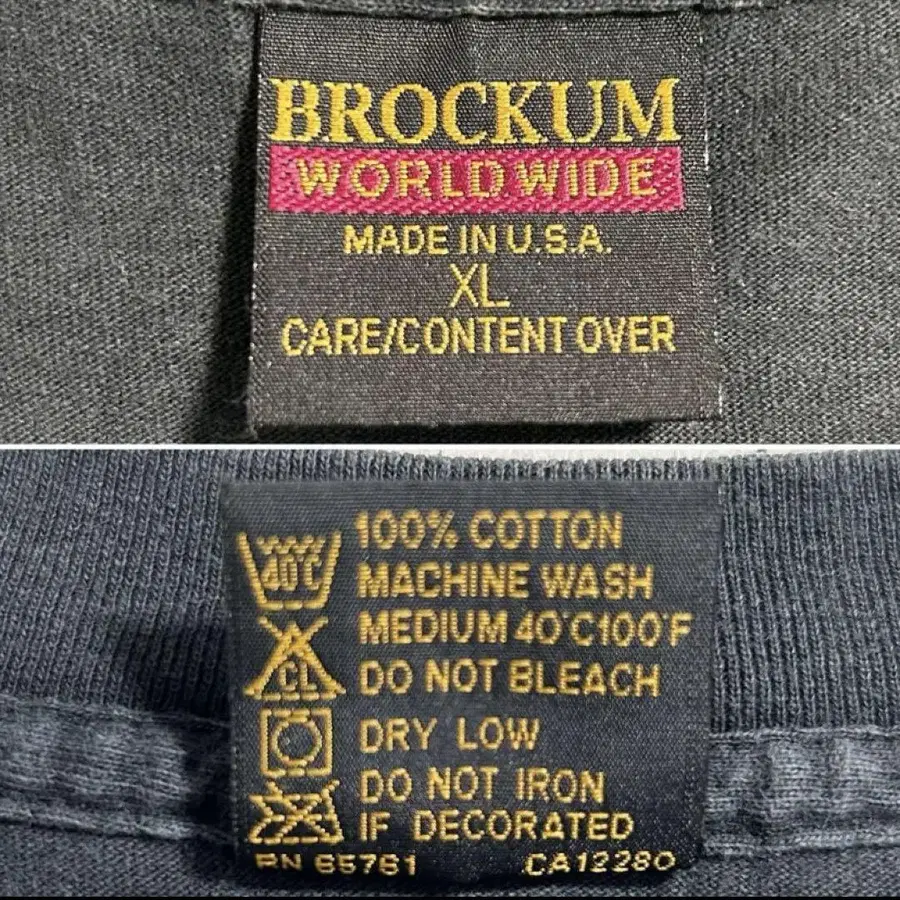 BROCKUM
WORLDWIDE
MADE IN U.S.A.
XL
CARE/CONTENT OVER
100% COTTON
40°C
MACHINE WASH
MEDIUM 40°C100°F
CL
DO NOT BLEACH
DRY LOW
DO NOT IRON
IF DECORATED
RN 65761 CA12280